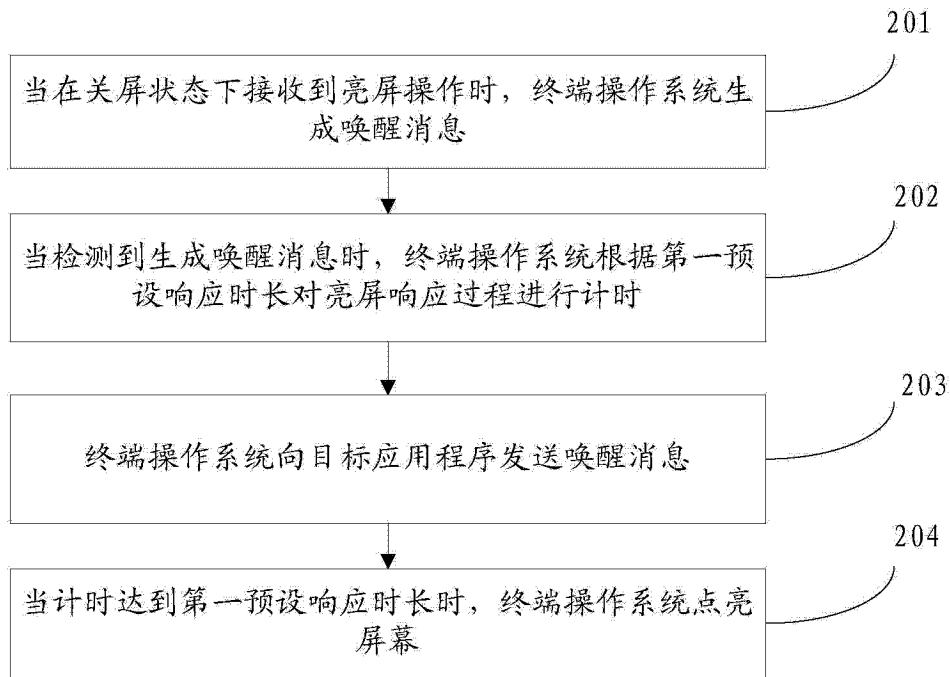 201
当在关屏状态下接收到亮屏操作时，终端操作系统生
成唤醒消息
202
当检测到生成唤醒消息时，终端操作系统根据第一预
设响应时长对亮屏响应过程进行计时
203
终端操作系统向目标应用程序发送唤醒消息
204
当计时达到第一预设响应时长时，终端操作系统点亮
屏幕